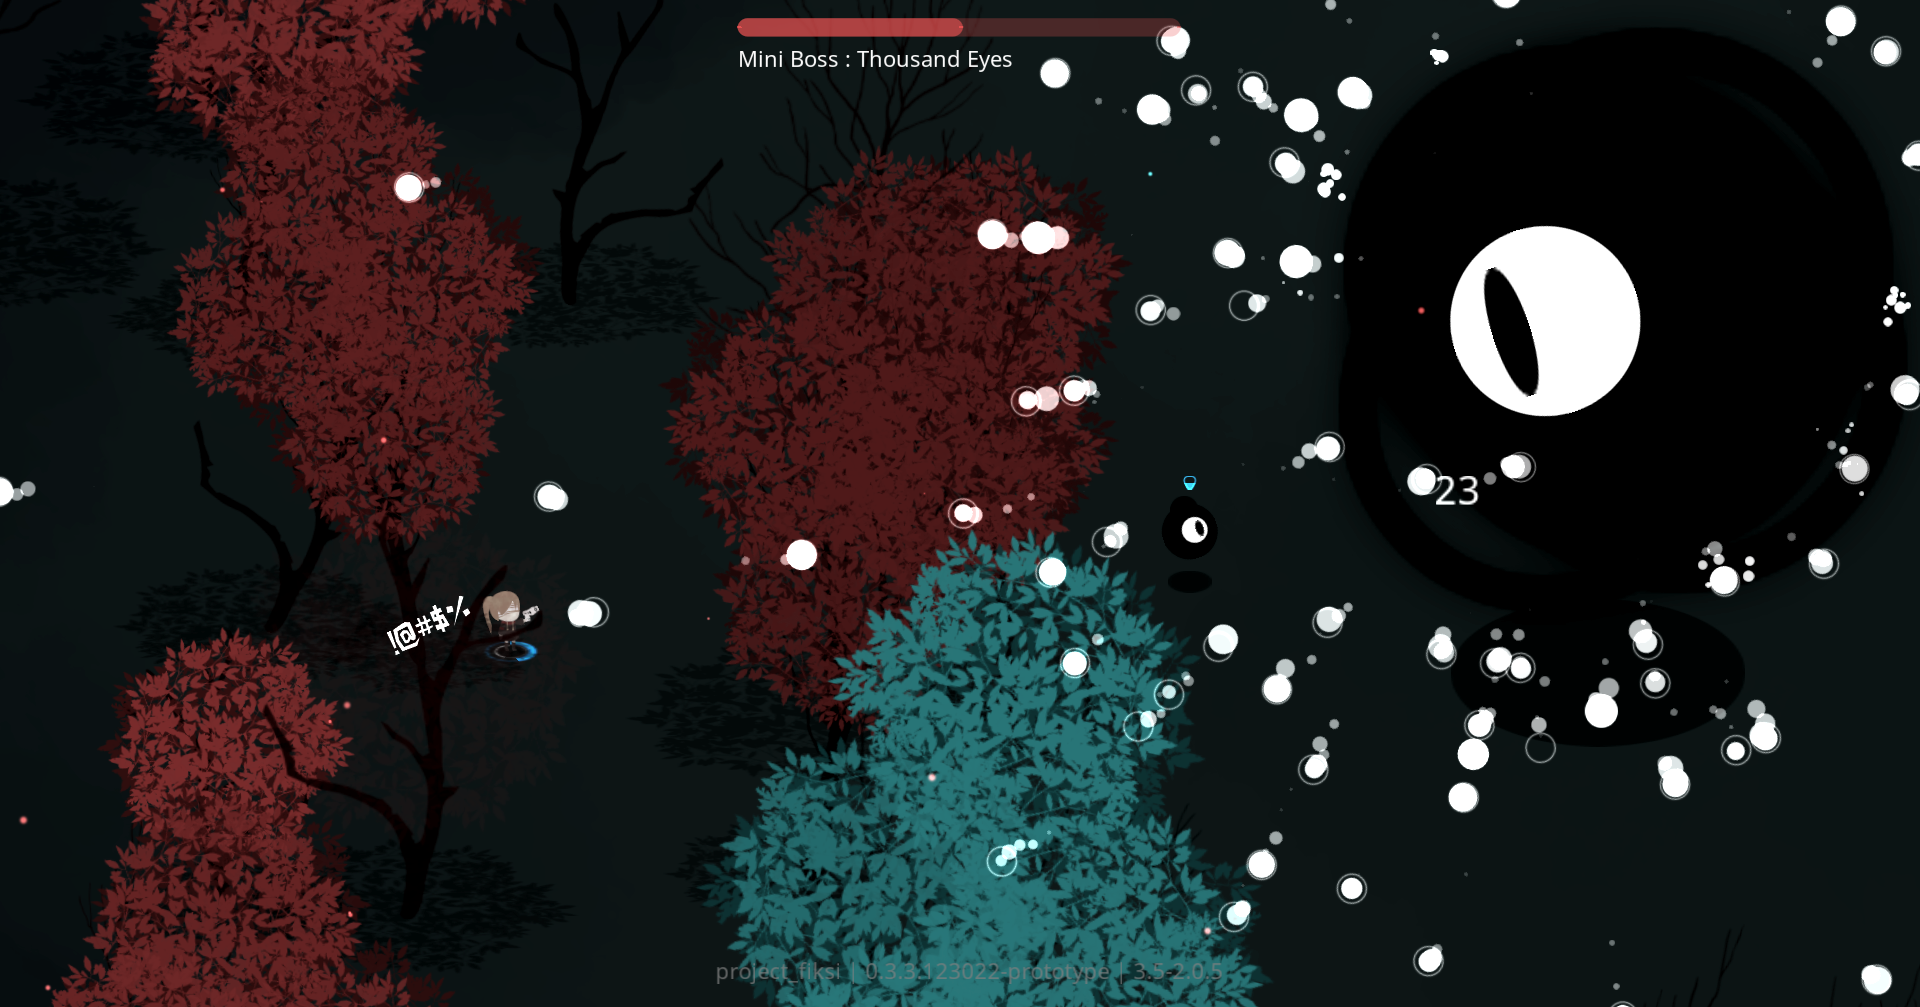 Mini Boss : Thousand Eyes
23
!@#$%
project_fiksi | 0.3.3.123022-prototype | 3.5-2.0.5